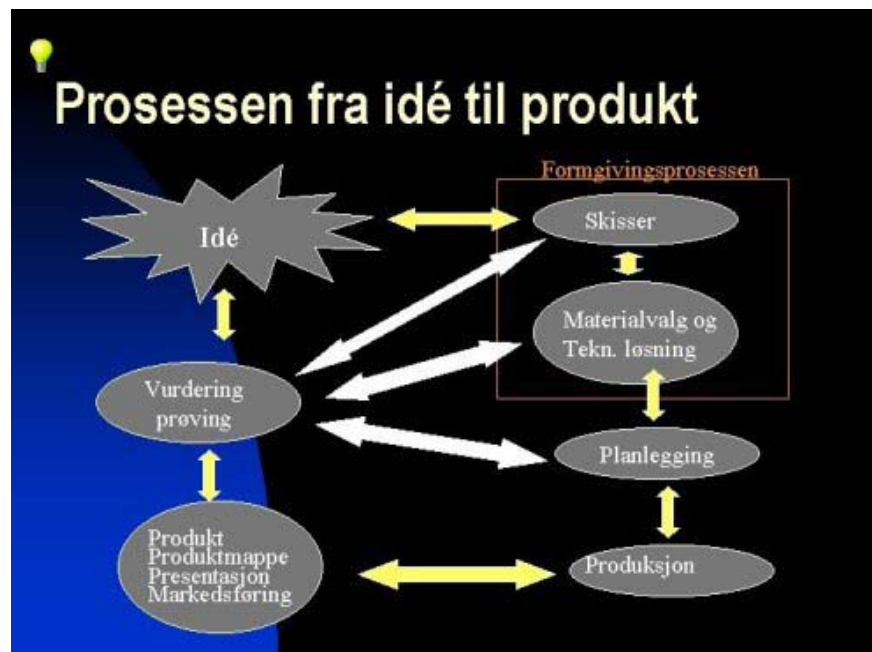 Prosessen fra idé til produkt
Formgivingsprosessen
Idé
Skisser
Materialvalg og
Tekn. løsning
Vurdering
prøving
Planlegging
Produkt
Produktmappe
Presentasjon
Markedsføring
Produksjon